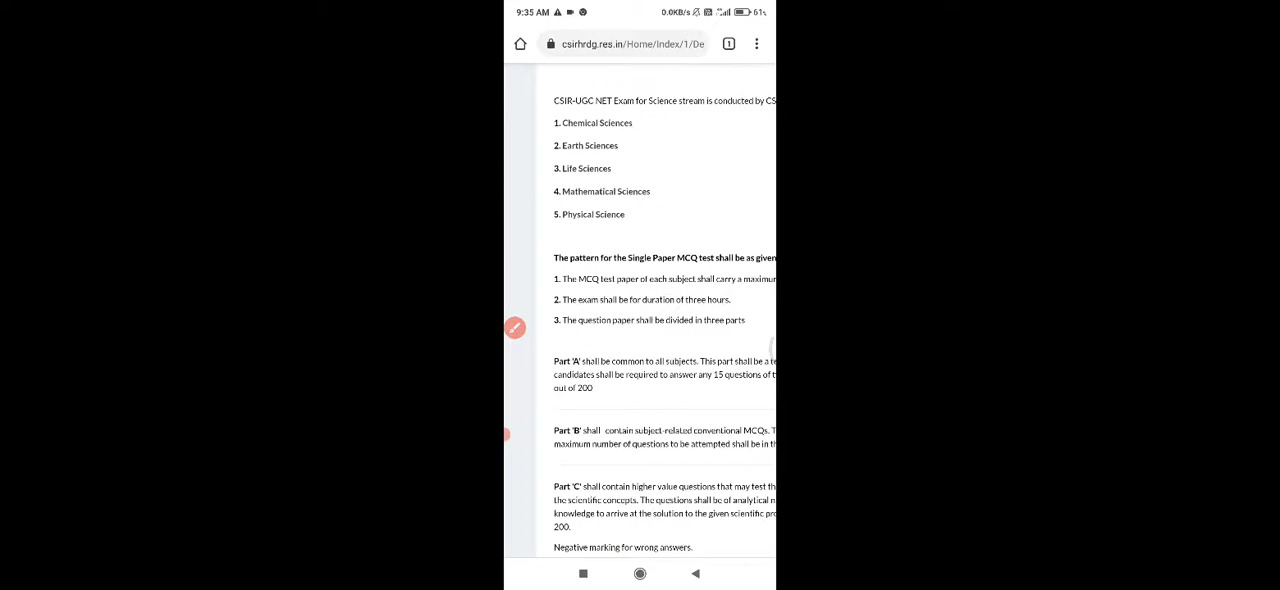 9:35 AM 0.0KB/s 61%
csirhrdg.res.in/Home/Index/1/De 1
CSIR-UGC NET Exam for Science stream is conducted by CS
1. Chemical Sciences
2. Earth Sciences
3. Life Sciences
4. Mathematical Sciences
5. Physical Science
The pattern for the Single Paper MCQ test shall be as given
1. The MCQ test paper of each subject shall carry a maximum
2. The exam shall be for duration of three hours.
3. The question paper shall be divided in three parts
Part 'A' shall be common to all subjects. This part shall be a te
candidates shall be required to answer any 15 questions of t
out of 200
Part 'B' shall contain subject-related conventional MCQs. T
maximum number of questions to be attempted shall be in th
Part 'C' shall contain higher value questions that may test th
the scientific concepts. The questions shall be of analytical n
knowledge to arrive at the solution to the given scientific pro
200.
Negative marking for wrong answers.